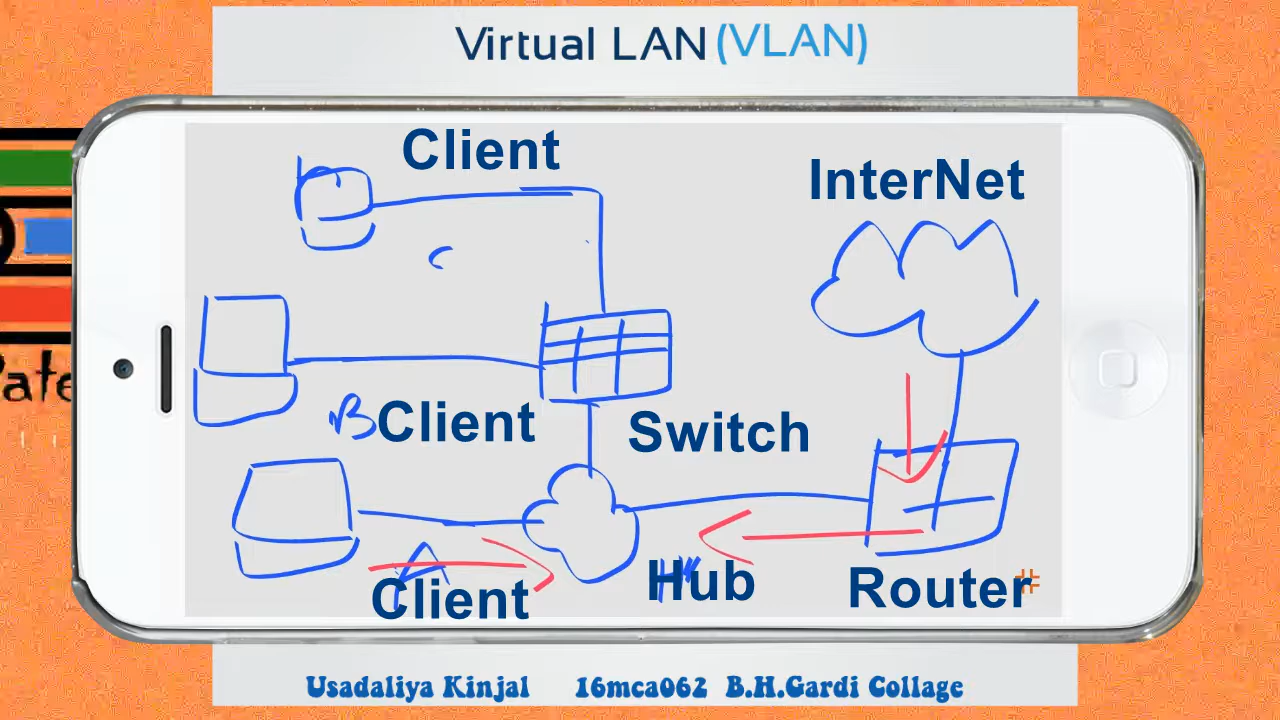 Virtual LAN (VLAN)
Client
InterNet
C
B Client
Switch
A
Client
Hub
Router
Usadaliya Kinjal 16mca062 B.H.Gardi Collage